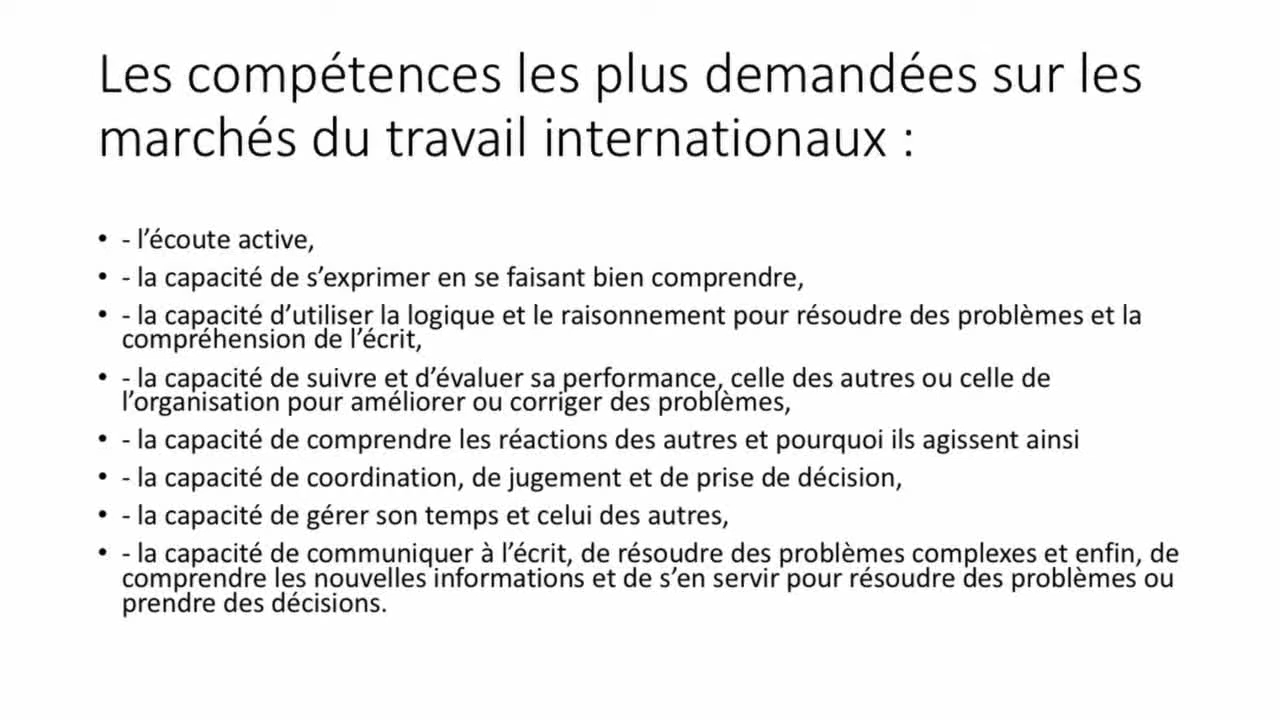 Les compétences les plus demandées sur les
marchés du travail internationaux :
• - l’écoute active,
• - la capacité de s’exprimer en se faisant bien comprendre,
• - la capacité d’utiliser la logique et le raisonnement pour résoudre des problèmes et la
compréhension de l’écrit,
• - la capacité de suivre et d’évaluer sa performance, celle des autres ou celle de
l’organisation pour améliorer ou corriger des problèmes,
• - la capacité de comprendre les réactions des autres et pourquoi ils agissent ainsi
• - la capacité de coordination, de jugement et de prise de décision,
• - la capacité de gérer son temps et celui des autres,
• - la capacité de communiquer à l’écrit, de résoudre des problèmes complexes et enfin, de
comprendre les nouvelles informations et de s’en servir pour résoudre des problèmes ou
prendre des décisions.